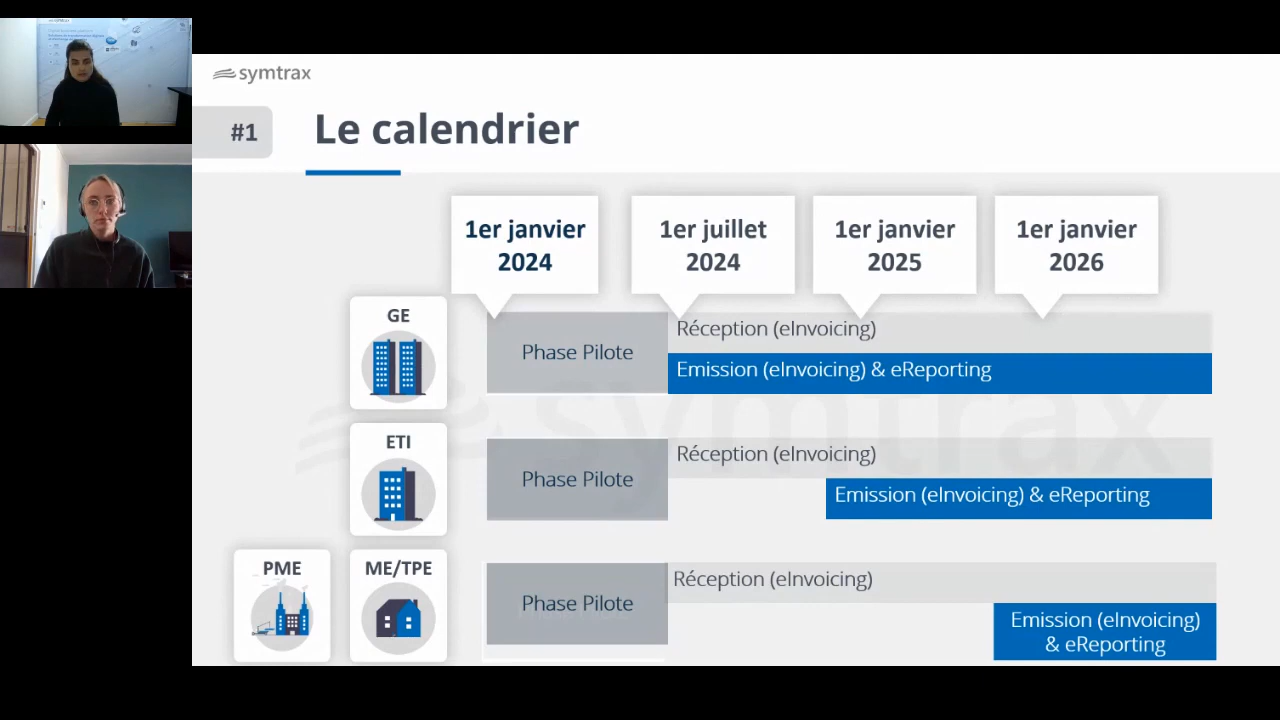 symtrax
#1
Le calendrier
1er janvier
2024
1er juillet
2024
1er janvier
2025
1er janvier
2026
GE
Phase Pilote
Réception (eInvoicing)
Emission (eInvoicing) & eReporting
ETI
Phase Pilote
Réception (eInvoicing)
Emission (eInvoicing) & eReporting
PME
ME/TPE
Phase Pilote
Réception (eInvoicing)
Emission (eInvoicing)
& eReporting
symtrax